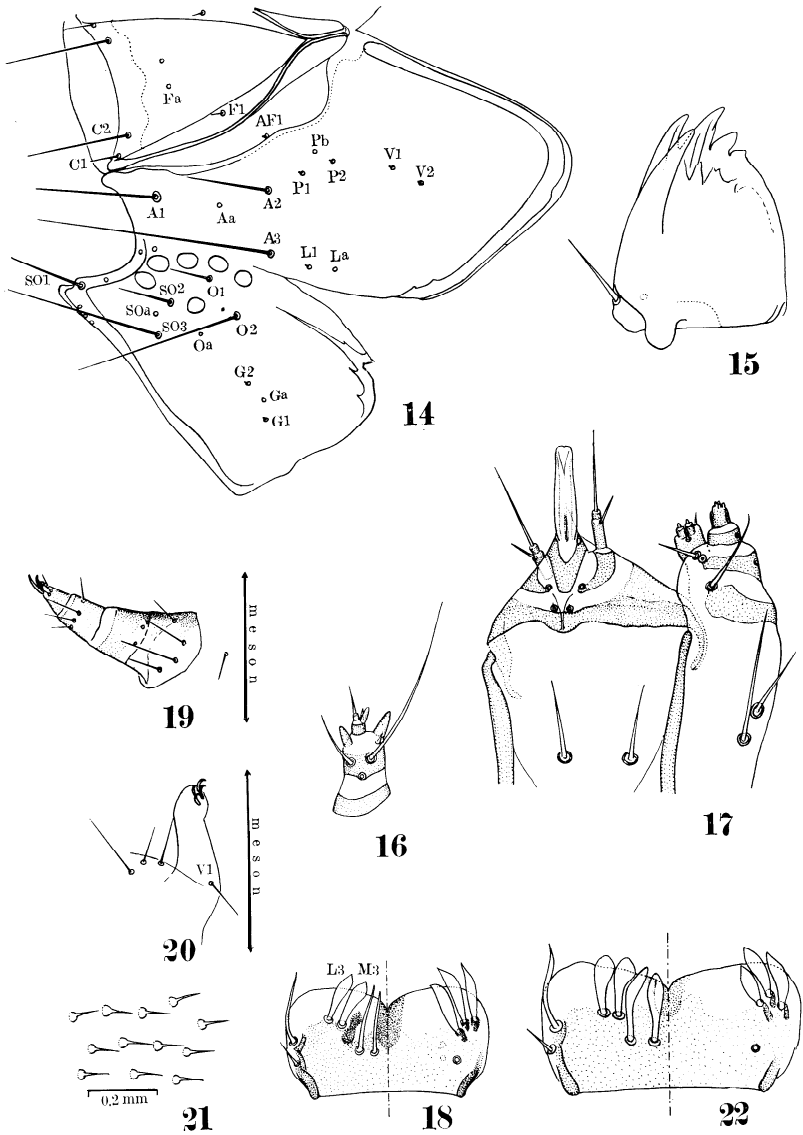 Fa
F1
C2
AF1
C1
Pb
P1
P2
V1
V2
A1
Aa
A2
A3
L1
La
SO1
SO2
O1
SOa
SO3
O2
Oa
G2
Ga
G1
14
15
meson
19
16
17
meson
V1
20
L3 M3
0.2 mm
21
18
22